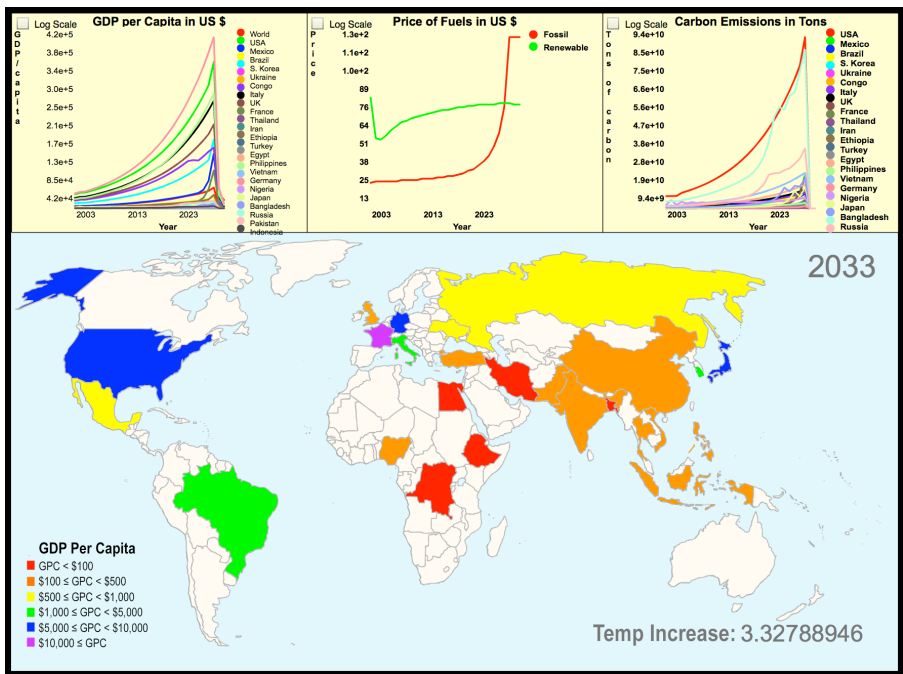 Log Scale
GDP per Capita in US $
GDP/capita
4.2e+5
3.8e+5
3.4e+5
3.0e+5
2.5e+5
2.1e+5
1.7e+5
1.3e+5
8.5e+4
4.2e+4
2003 2013 2023
Year
World
USA
Mexico
Brazil
S. Korea
Ukraine
Congo
Italy
UK
France
Thailand
Iran
Ethiopia
Turkey
Egypt
Philippines
Vietnam
Germany
Nigeria
Japan
Bangladesh
Russia
Pakistan
Indonesia
Log Scale
Price of Fuels in US $
Price
1.3e+2
1.1e+2
1.0e+2
89
76
64
51
38
25
13
2003 2013 2023
Year
Fossil
Renewable
Log Scale
Carbon Emissions in Tons
Tons of carbon
9.4e+10
8.5e+10
7.5e+10
6.6e+10
5.6e+10
4.7e+10
3.8e+10
2.8e+10
1.9e+10
9.4e+9
2003 2013 2023
Year
USA
Mexico
Brazil
S. Korea
Ukraine
Congo
Italy
UK
France
Thailand
Iran
Ethiopia
Turkey
Egypt
Philippines
Vietnam
Germany
Nigeria
Japan
Bangladesh
Russia
2033
GDP Per Capita
GPC < $100
$100 ≤ GPC < $500
$500 ≤ GPC < $1,000
$1,000 ≤ GPC < $5,000
$5,000 ≤ GPC < $10,000
$10,000 ≤ GPC
Temp Increase: 3.32788946